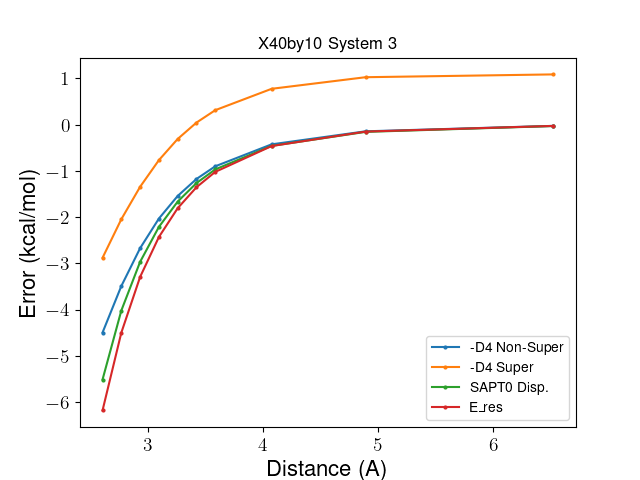 X40by10 System 3
Error (kcal/mol)
1
0
−1
−2
−3
−4
−5
−6
-D4 Non-Super
-D4 Super
SAPT0 Disp.
E_res
3
4
5
6
Distance (A)